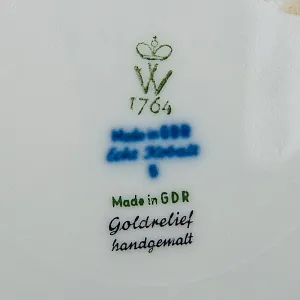 W
1764
Made in GDR
Echt Kobalt
Made in GDR
Goldrelief
handgemalt